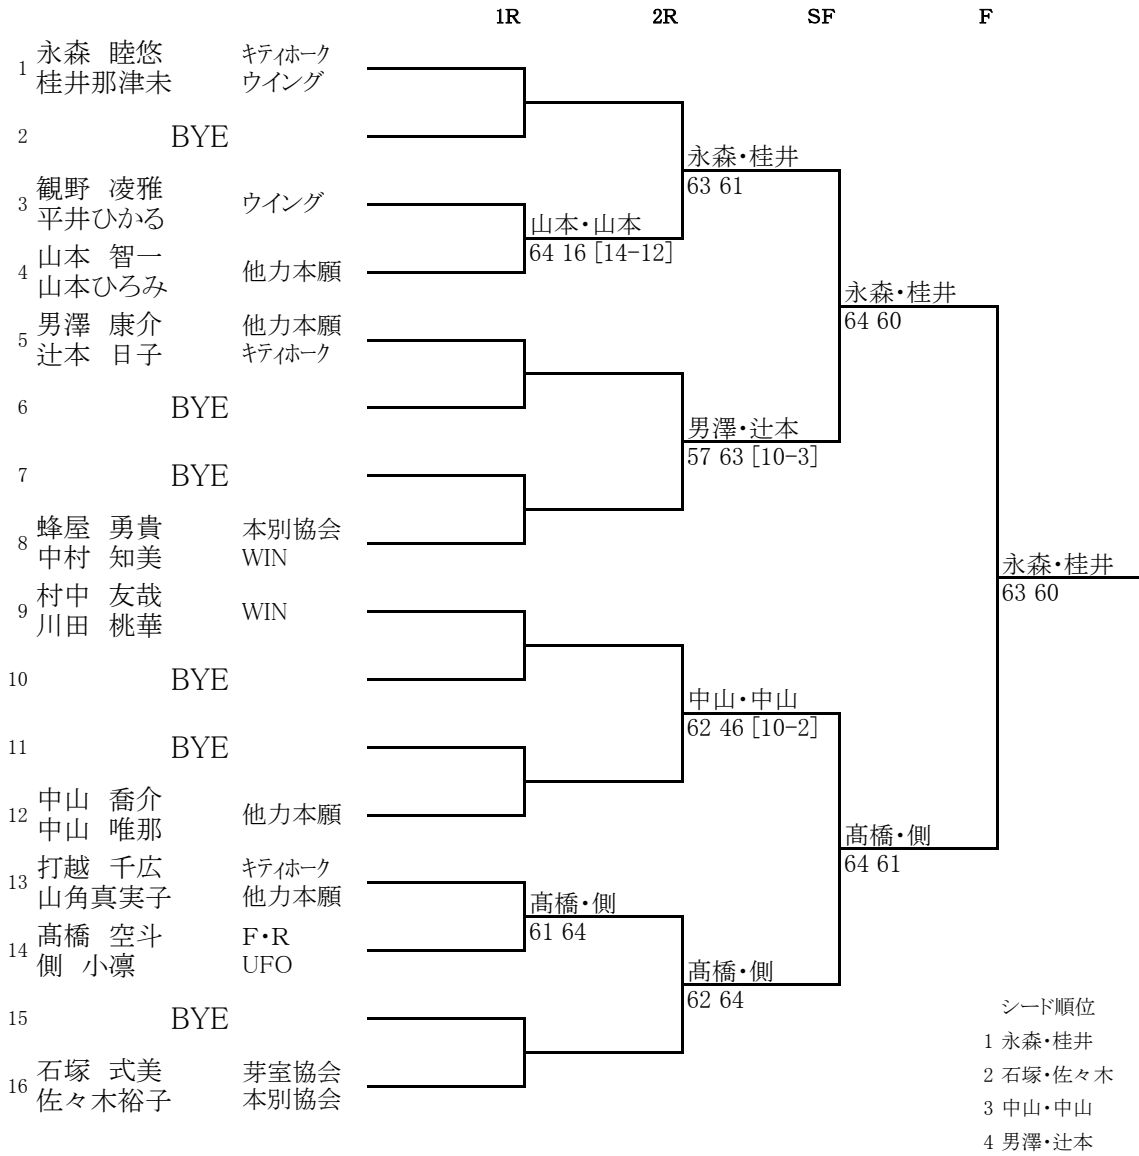 1R 2R SF F
1 永森 睦悠 キティホーク
桂井那津未 ウイング
2 BYE
永森・桂井
63 61
3 観野 凌雅 ウイング
平井ひかる
山本・山本
64 16 [14-12]
4 山本 智一 他力本願
山本ひろみ
永森・桂井
64 60
5 男澤 康介 他力本願
辻本 日子 キティホーク
6 BYE
男澤・辻本
57 63 [10-3]
7 BYE
8 蜂屋 勇貴 本別協会
中村 知美 WIN
永森・桂井
63 60
9 村中 友哉 WIN
川田 桃華
10 BYE
中山・中山
62 46 [10-2]
11 BYE
12 中山 喬介 他力本願
中山 唯那
髙橋・側
64 61
13 打越 千広 キティホーク
山角真実子 他力本願
髙橋・側
61 64
14 髙橋 空斗 F・R
側 小凛 UFO
髙橋・側
62 64
15 BYE
16 石塚 式美 芽室協会
佐々木裕子 本別協会
シード順位
1 永森・桂井
2 石塚・佐々木
3 中山・中山
4 男澤・辻本